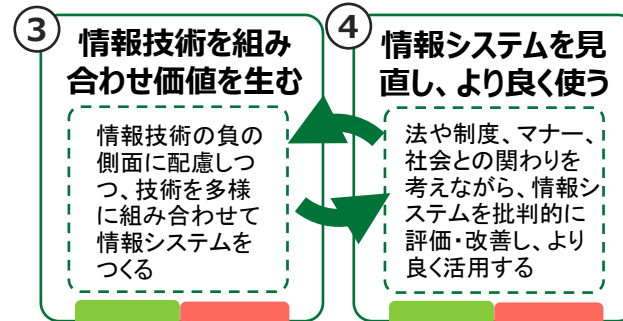 ③
情報技術を組み
合わせ価値を生む
情報技術の負の
側面に配慮しつ
つ、技術を多様
に組み合わせて
情報システムを
つくる
④
情報システムを見
直し、より良く使う
法や制度、マナー、
社会との関わりを
考えながら、情報シ
ステムを批判的に
評価・改善し、より
良く活用する